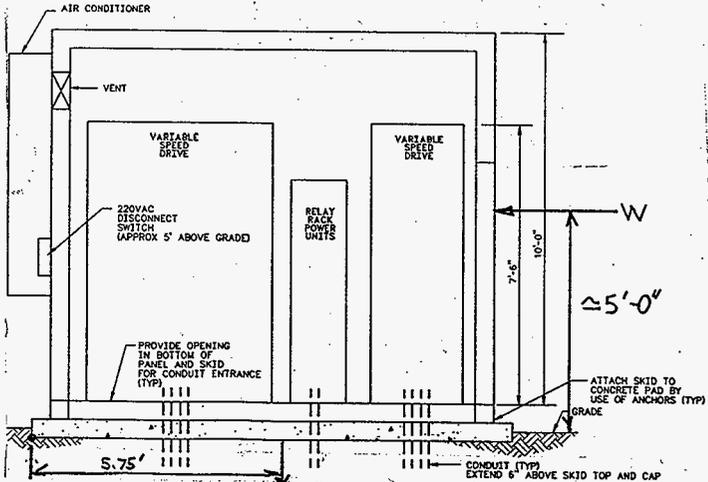 AIR CONDITIONER
VENT
VARIABLE
SPEED
DRIVE
VARIABLE
SPEED
DRIVE
220VAC
DISCONNECT
SWITCH
(APPROX 5' ABOVE GRADE)
RELAY
RACK
POWER
UNITS
W
7'-6"
10'-0"
≃5'-0"
PROVIDE OPENING
IN BOTTOM OF
PANEL AND SKID
FOR CONDUIT ENTRANCE
(TYP)
ATTACH SKID TO
CONCRETE PAD BY
USE OF ANCHORS (TYP)
GRADE
5.75'
CONDUIT (TYP)
EXTEND 6" ABOVE SKID TOP AND CAP